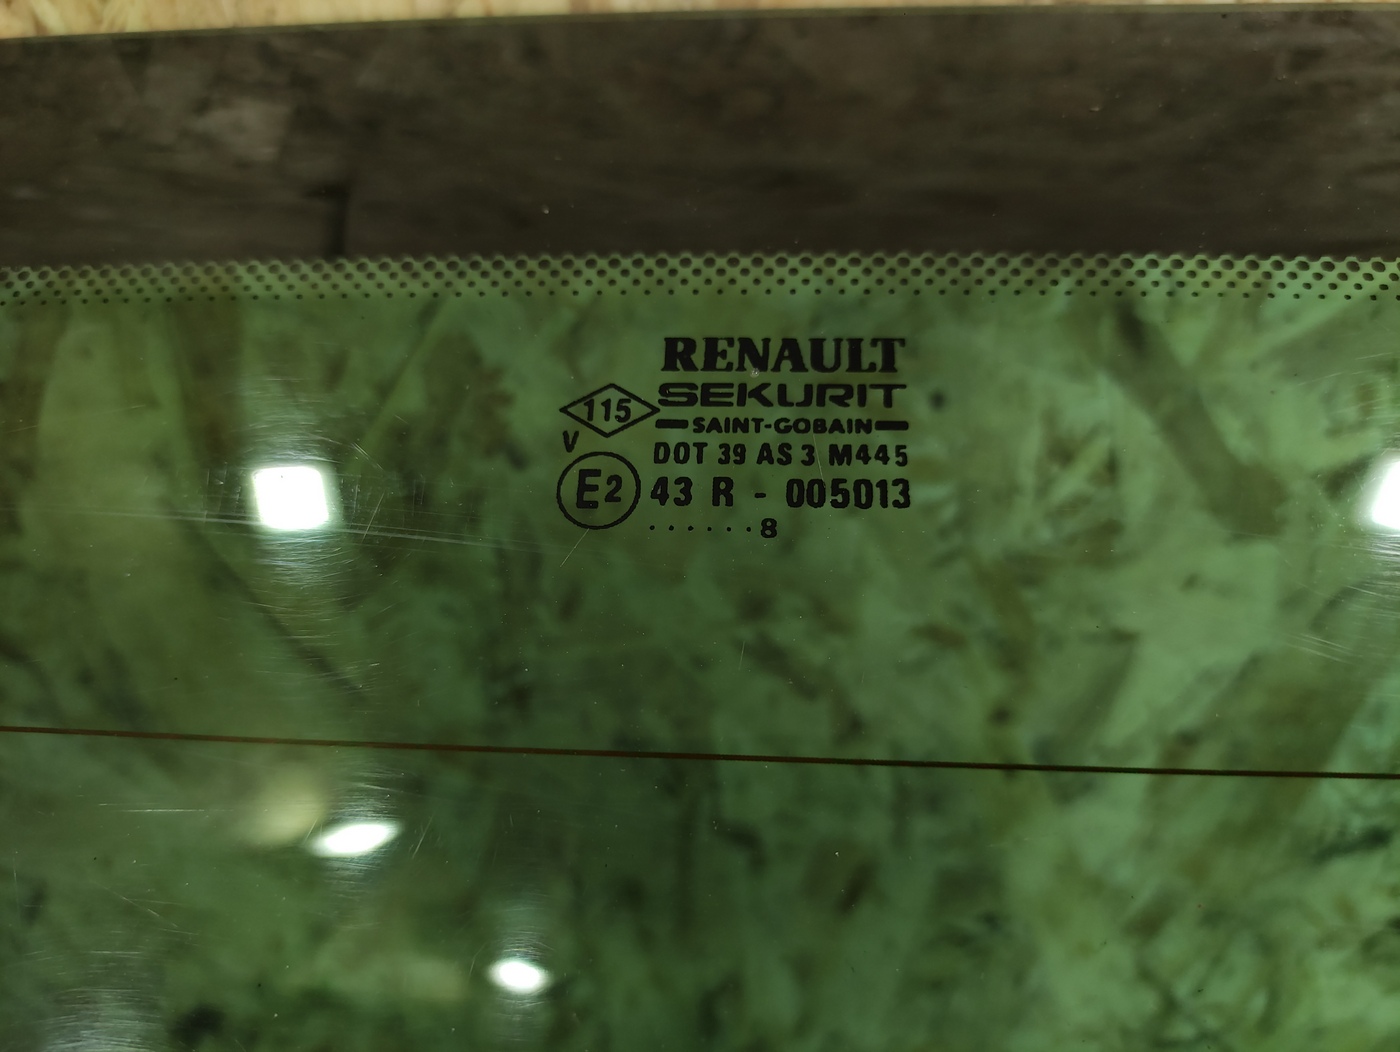 RENAULT
115 SEKURIT
SAINT-GOBAIN
V
DOT 39 AS 3 M445
E2 43 R - 005013
......8